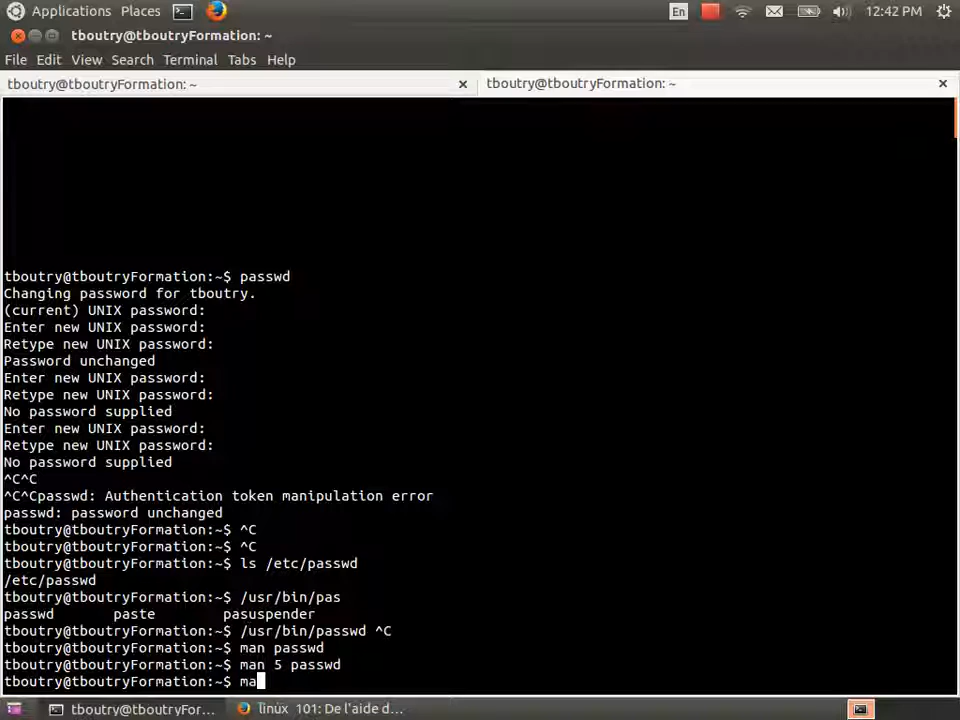 Applications Places En 12:42 PM
tboutry@tboutryFormation: ~
File Edit View Search Terminal Tabs Help
tboutry@tboutryFormation: ~ × tboutry@tboutryFormation: ~ ×
tboutry@tboutryFormation:~$ passwd
Changing password for tboutry.
(current) UNIX password:
Enter new UNIX password:
Retype new UNIX password:
Password unchanged
Enter new UNIX password:
Retype new UNIX password:
No password supplied
Enter new UNIX password:
Retype new UNIX password:
No password supplied
^C^C
^C^Cpasswd: Authentication token manipulation error
passwd: password unchanged
tboutry@tboutryFormation:~$ ^C
tboutry@tboutryFormation:~$ ^C
tboutry@tboutryFormation:~$ ls /etc/passwd
/etc/passwd
tboutry@tboutryFormation:~$ /usr/bin/pas
passwd paste pasuspender
tboutry@tboutryFormation:~$ /usr/bin/passwd ^C
tboutry@tboutryFormation:~$ man passwd
tboutry@tboutryFormation:~$ man 5 passwd
tboutry@tboutryFormation:~$ ma
tboutry@tboutryFor... linux 101: De l'aide d...